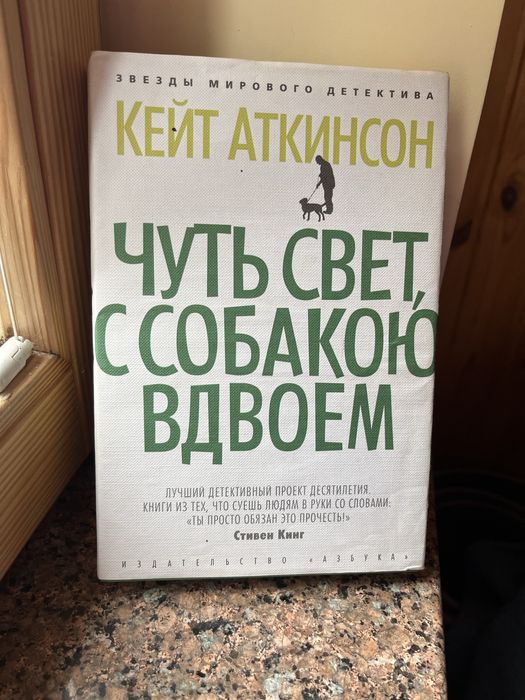 ЗВЕЗДЫ МИРОВОГО ДЕТЕКТИВА
КЕЙТ АТКИНСОН
ЧУТЬ СВЕТ,
С СОБАКОЮ
ВДВОЕМ
ЛУЧШИЙ ДЕТЕКТИВНЫЙ ПРОЕКТ ДЕСЯТИЛЕТИЯ.
КНИГИ ИЗ ТЕХ, ЧТО СУЕШЬ ЛЮДЯМ В РУКИ СО СЛОВАМИ:
«ТЫ ПРОСТО ОБЯЗАН ЭТО ПРОЧЕСТЬ!»
Стивен Кинг
ИЗДАТЕЛЬСТВО «АЗБУКА»